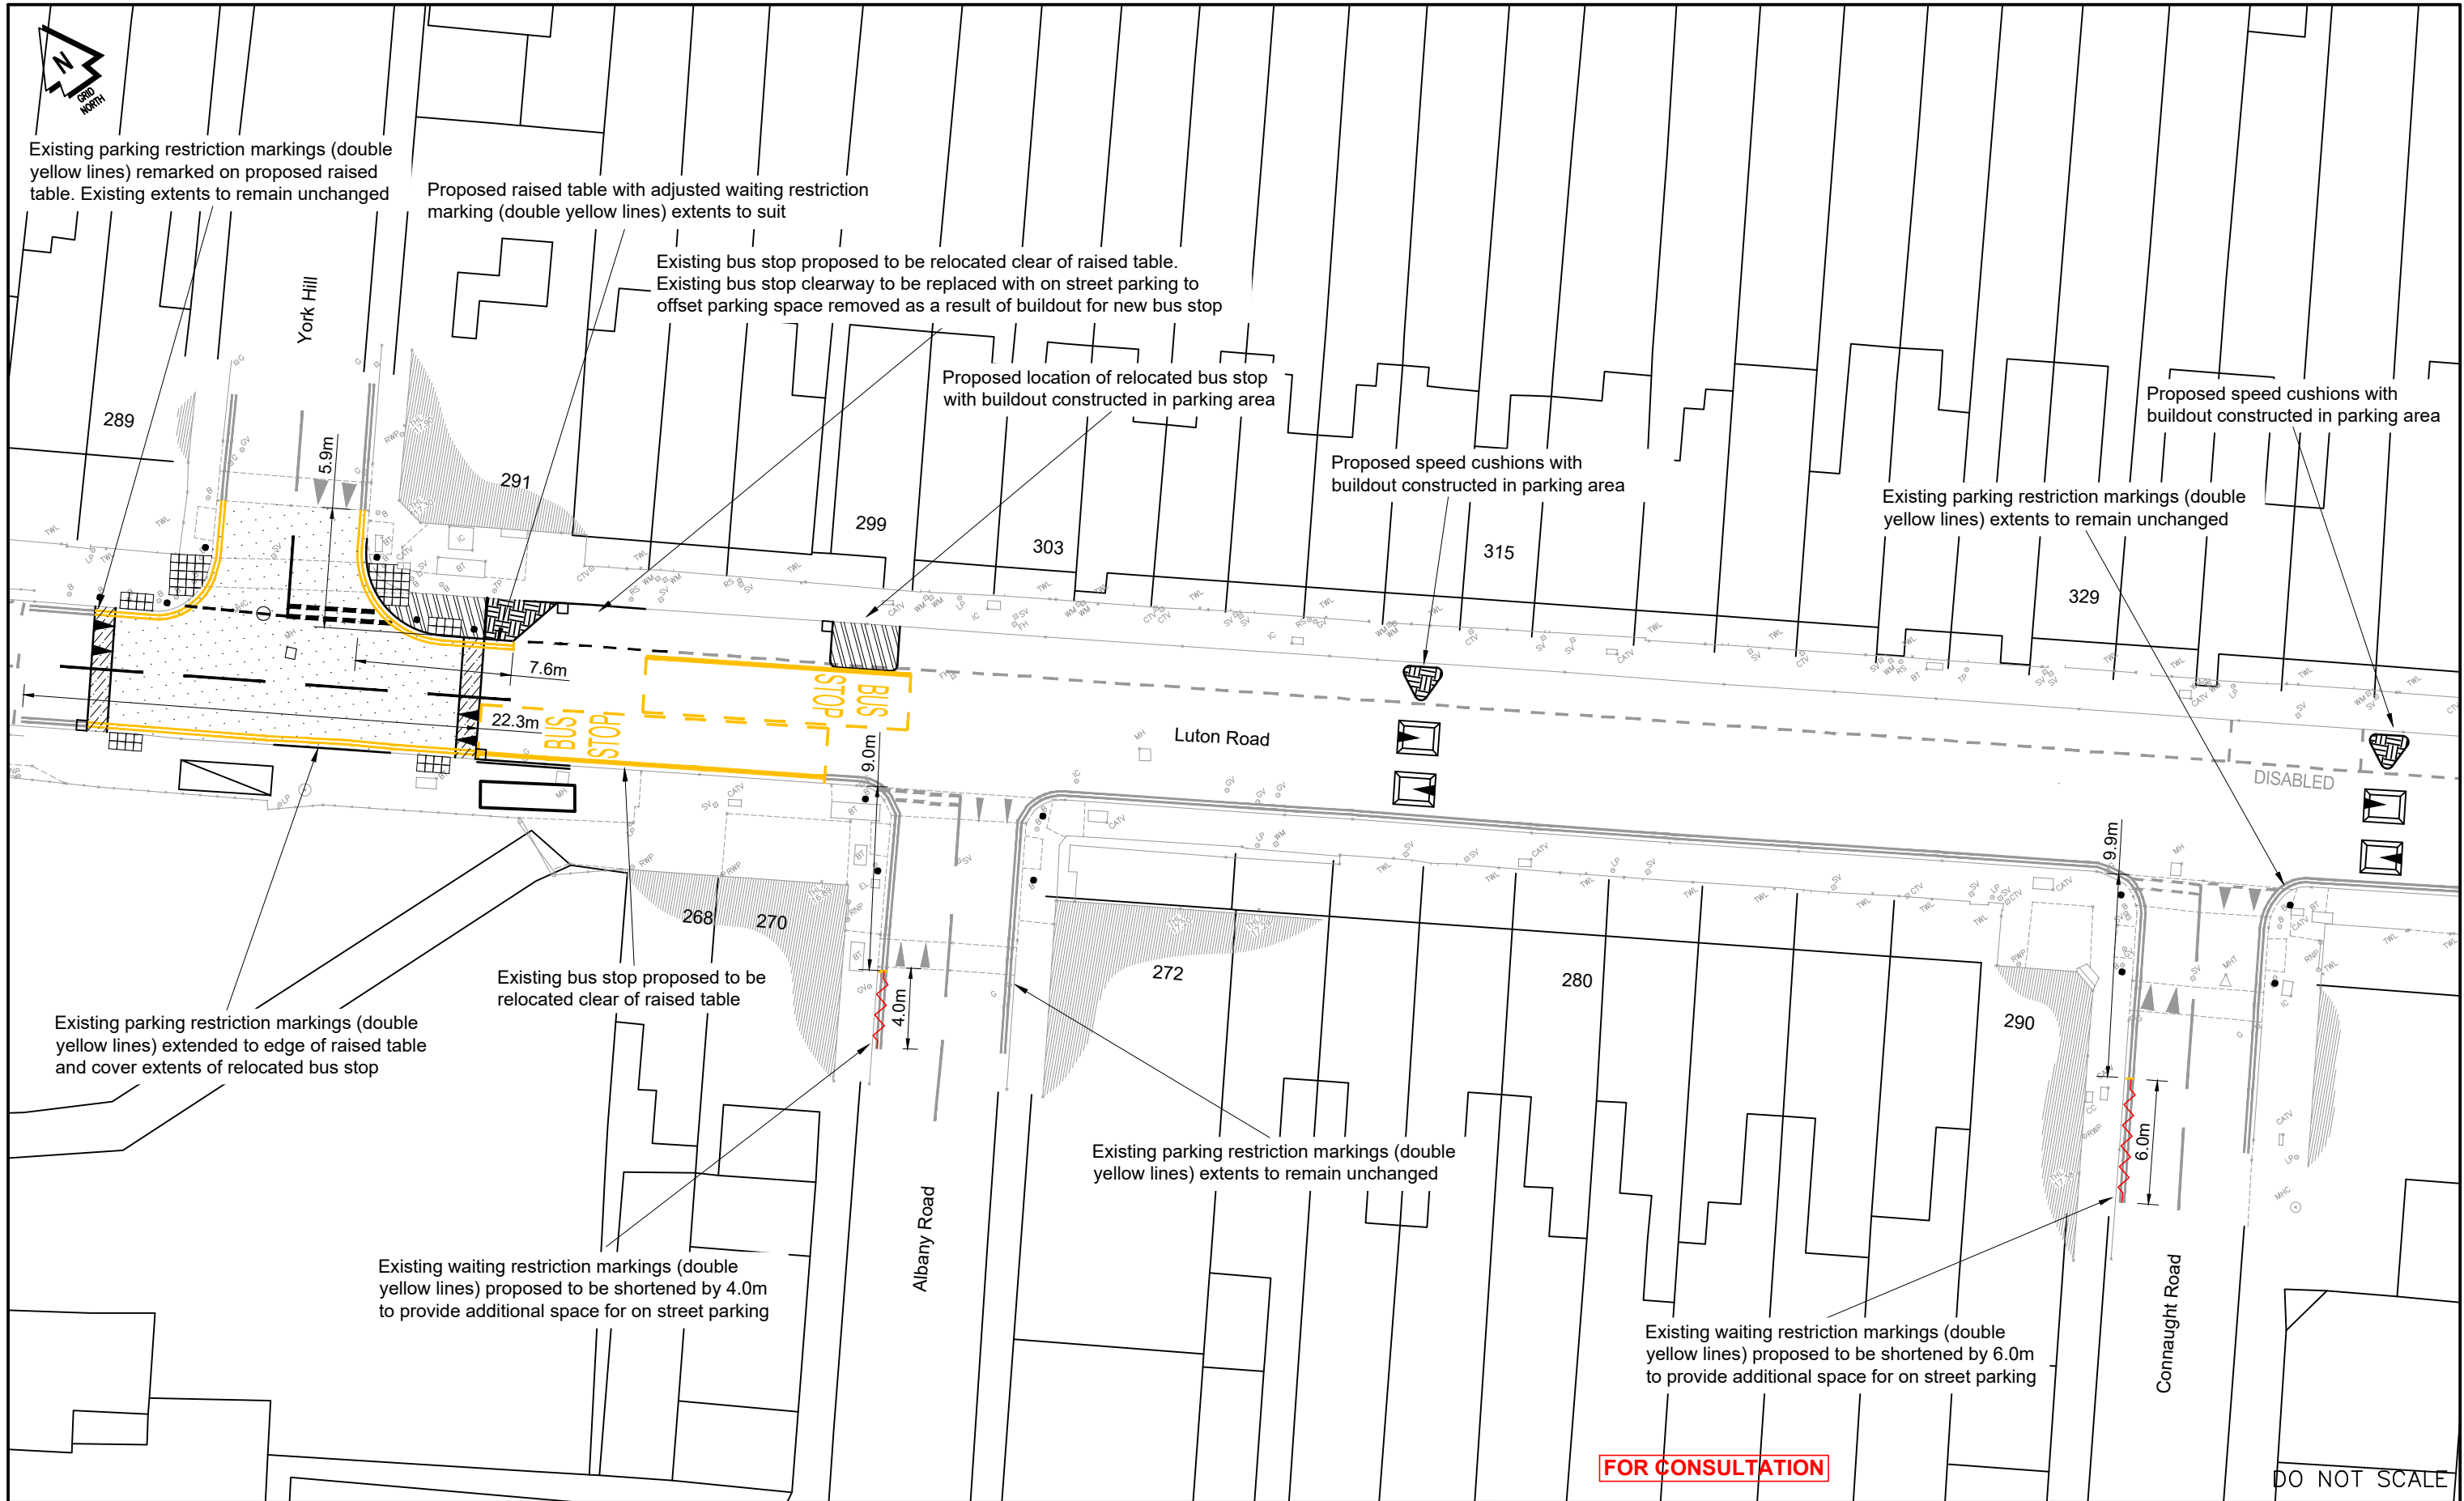 N
GRID
NORTH
Existing parking restriction markings (double
yellow lines) remarked on proposed raised
table. Existing extents to remain unchanged
Proposed raised table with adjusted waiting restriction
marking (double yellow lines) extents to suit
Existing bus stop proposed to be relocated clear of raised table.
Existing bus stop clearway to be replaced with on street parking to
offset parking space removed as a result of buildout for new bus stop
York Hill
Proposed location of relocated bus stop
with buildout constructed in parking area
Proposed speed cushions with
buildout constructed in parking area
Proposed speed cushions with
buildout constructed in parking area
Existing parking restriction markings (double
yellow lines) extents to remain unchanged
289
5.9m
291
299
303
315
329
7.6m
22.3m
BUS
STOP
BUS
STOP
9.0m
Luton Road
DISABLED
9.9m
268
270
272
280
290
Existing bus stop proposed to be
relocated clear of raised table
4.0m
Existing parking restriction markings (double
yellow lines) extended to edge of raised table
and cover extents of relocated bus stop
Existing parking restriction markings (double
yellow lines) extents to remain unchanged
6.0m
Albany Road
Existing waiting restriction markings (double
yellow lines) proposed to be shortened by 4.0m
to provide additional space for on street parking
Connaught Road
Existing waiting restriction markings (double
yellow lines) proposed to be shortened by 6.0m
to provide additional space for on street parking
FOR CONSULTATION
DO NOT SCALE